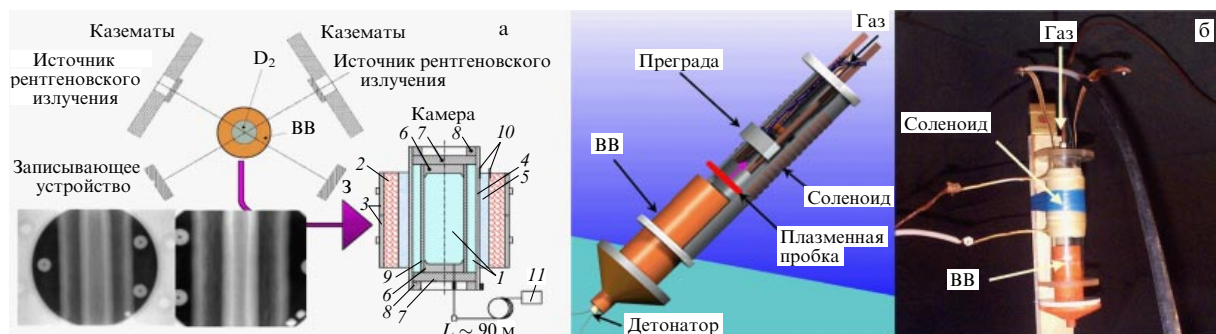 Казематы
Казематы
а
Источник
рентгеновского
излучения
D₂
Источник рентгеновского
излучения
ВВ
Записывающее
устройство
Камера
6 7 8 10
2
4
5
3
3
9
6
8
7
1
11
L ~ 90 м
Газ
Преграда
ВВ
Соленоид
Плазменная
пробка
Детонатор
б
Газ
Соленоид
ВВ